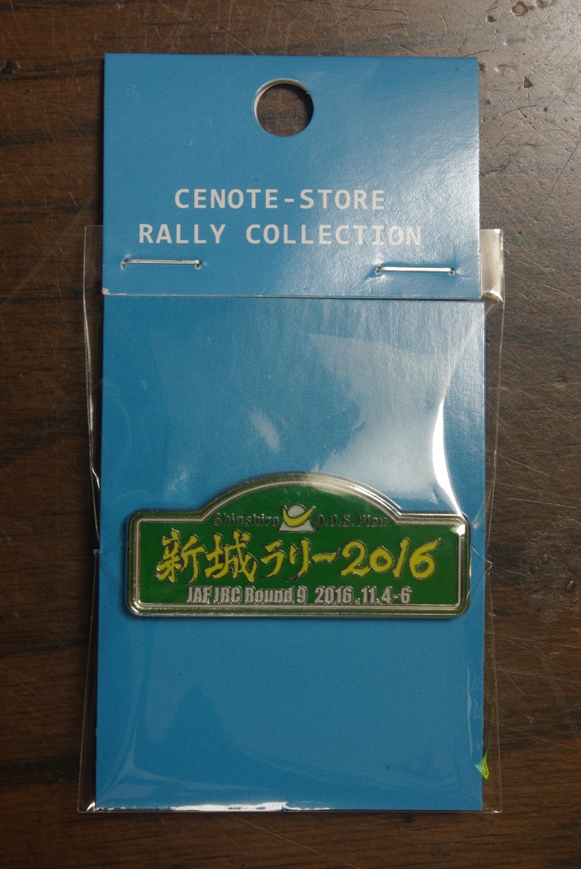 CENOTE-STORE
RALLY COLLECTION
Shinshiro D.O.S. Plan
新城ラリー2016
JAF JRC Round 9 2016.11.4-6